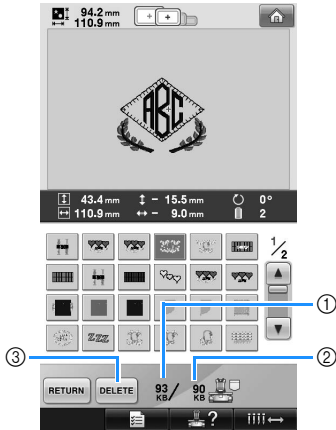 94.2 mm
110.9 mm
ABC
43.4 mm 15.5 mm 0°
110.9 mm 9.0 mm 2
1/2
ZZZ
①
③ ②
RETURN DELETE 93 KB / 90 KB
?